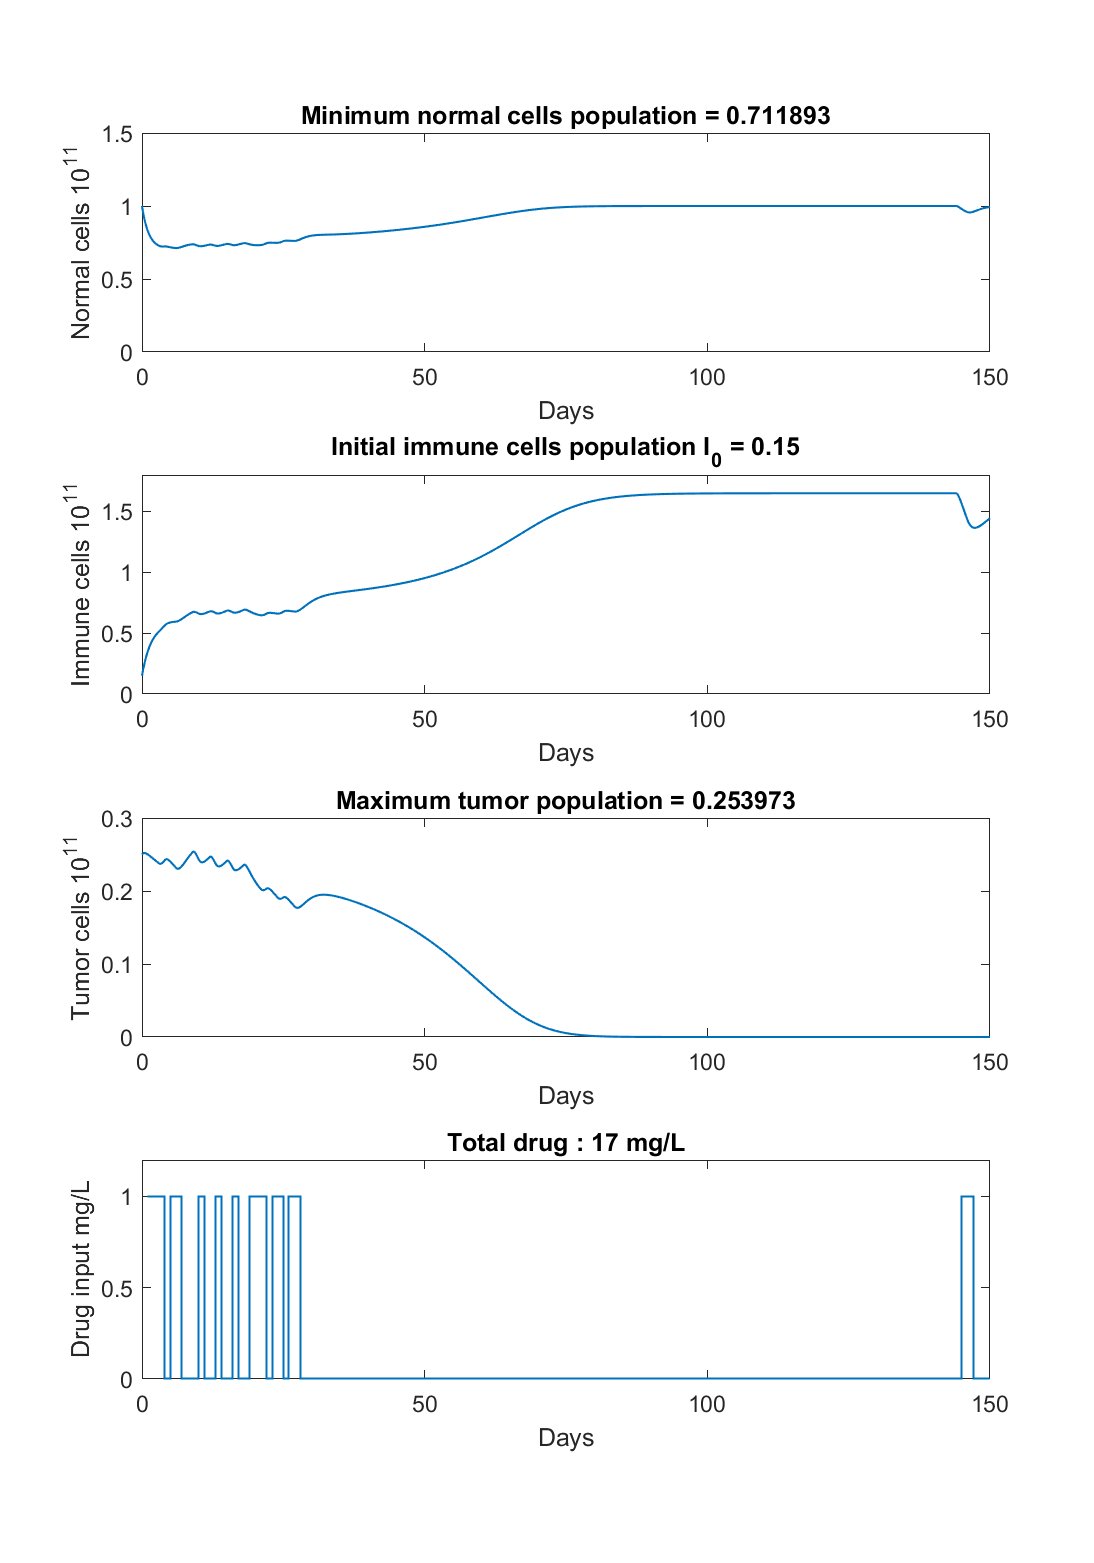 Minimum normal cells population = 0.711893
Normal cells 10^11
1.5
1
0.5
0
0 50 100 150
Days
Initial immune cells population I_0 = 0.15
Immune cells 10^11
1.5
1
0.5
0
0 50 100 150
Days
Maximum tumor population = 0.253973
Tumor cells 10^11
0.3
0.2
0.1
0
0 50 100 150
Days
Total drug : 17 mg/L
Drug input mg/L
1
0.5
0
0 50 100 150
Days